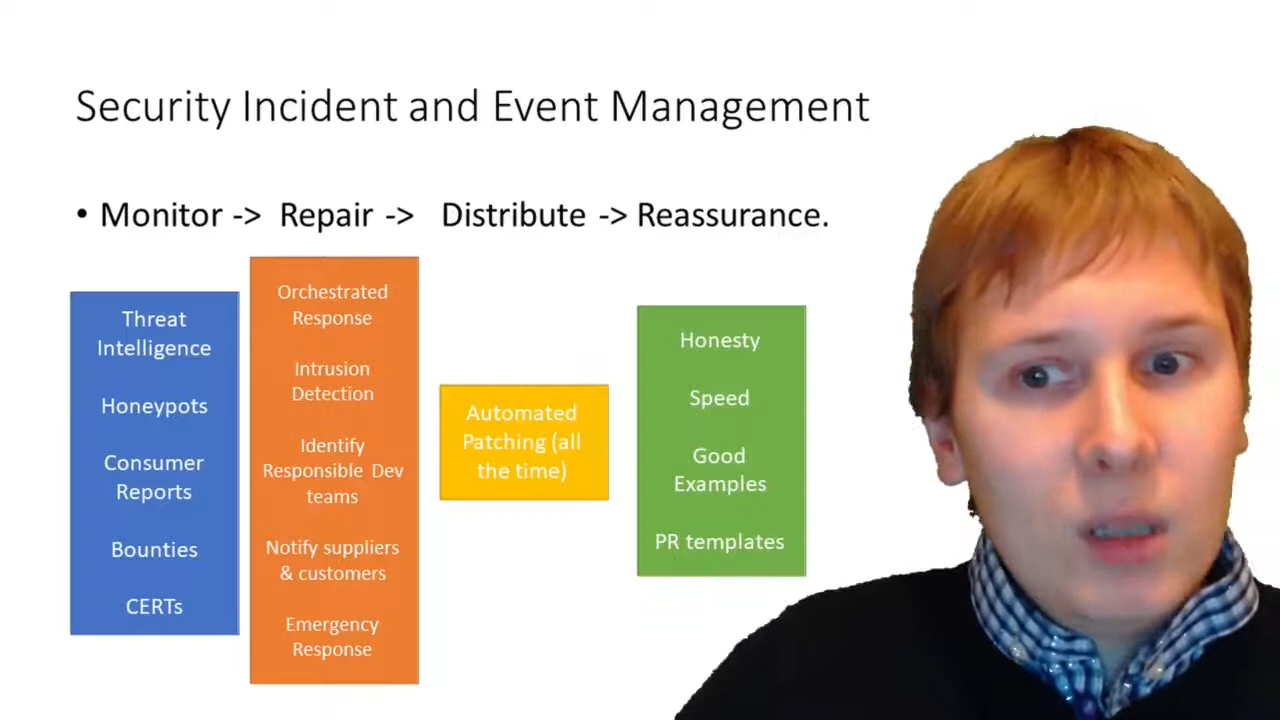 Security Incident and Event Management
• Monitor -> Repair -> Distribute -> Reassurance.
Threat
Intelligence
Honeypots
Consumer
Reports
Bounties
CERTs
Orchestrated
Response
Intrusion
Detection
Identify
Responsible Dev
teams
Notify suppliers
& customers
Emergency
Response
Automated
Patching (all
the time)
Honesty
Speed
Good
Examples
PR templates